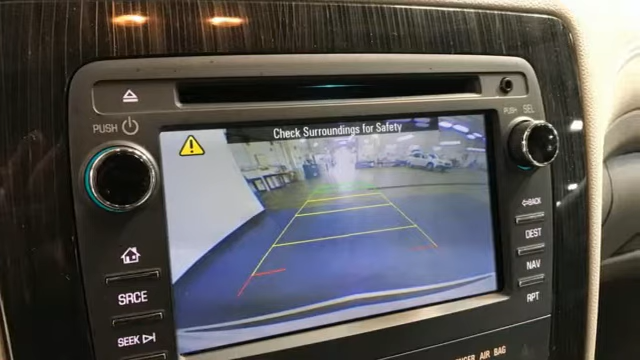 PUSH
PUSH SEL
Check Surroundings for Safety
BACK
DEST
NAV
RPT
SRCE
SEEK
AIR BAG